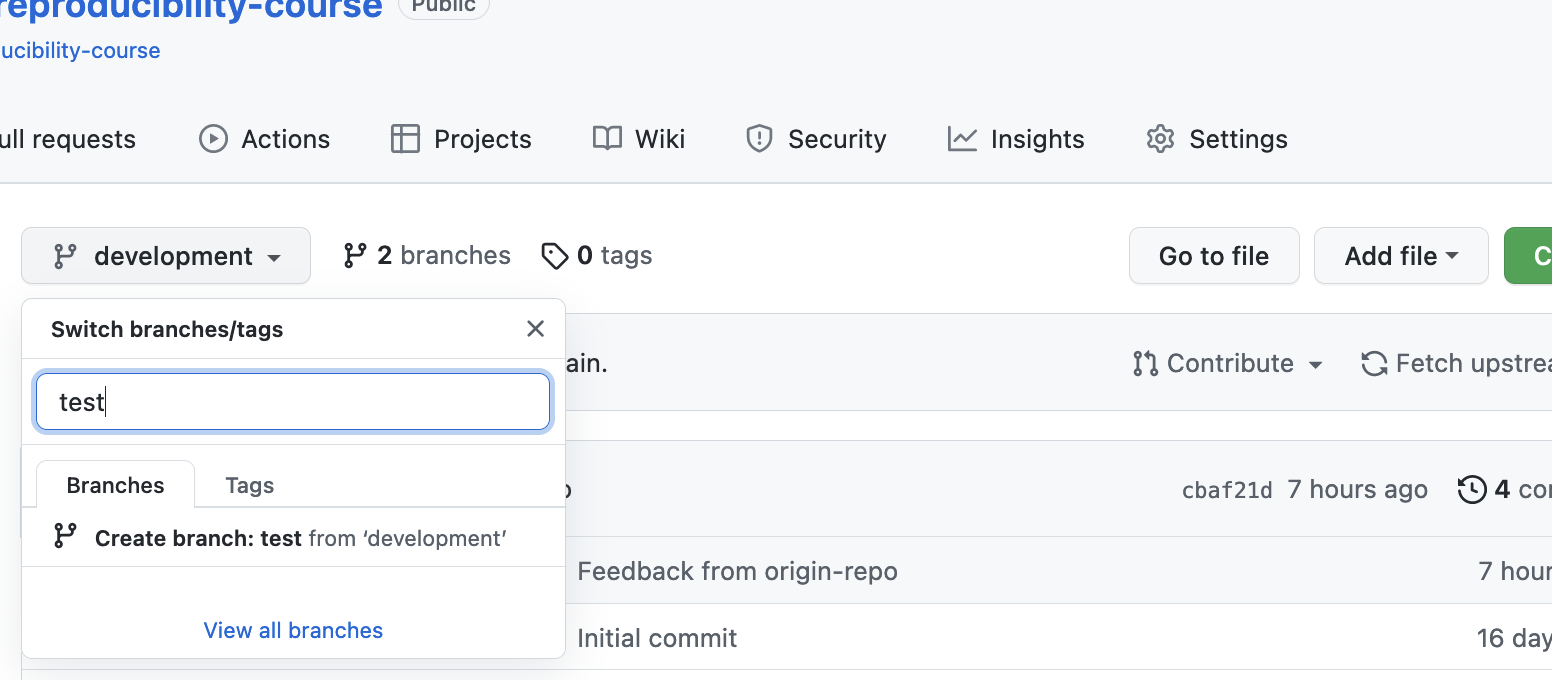 reproducibility-course Public
ucibility-course
ull requests Actions Projects Wiki Security Insights Settings
development 2 branches 0 tags Go to file Add file C
Switch branches/tags
ain. Contribute Fetch upstrea
test
Branches Tags
cbaf21d 7 hours ago 4 con
Create branch: test from ‘development’
Feedback from origin-repo 7 hour
View all branches
Initial commit 16 day